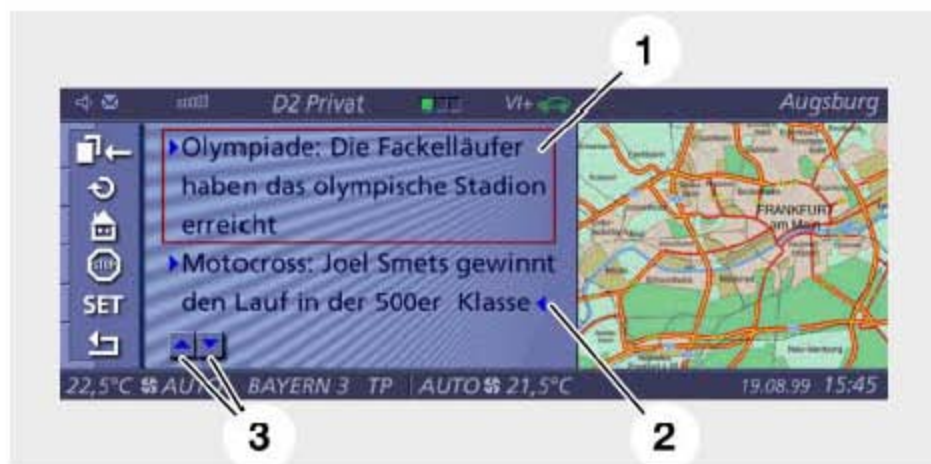 1
D2 Privat VI+ Augsburg
Olympiade: Die Fackelläufer
haben das olympische Stadion
erreicht
Motocross: Joel Smets gewinnt
den Lauf in der 500er Klasse
STOP
SET
FRANKFURT
am Main
22,5°C AUTO BAYERN 3 TP AUTO 21,5°C 19.08.99 15:45
3 2